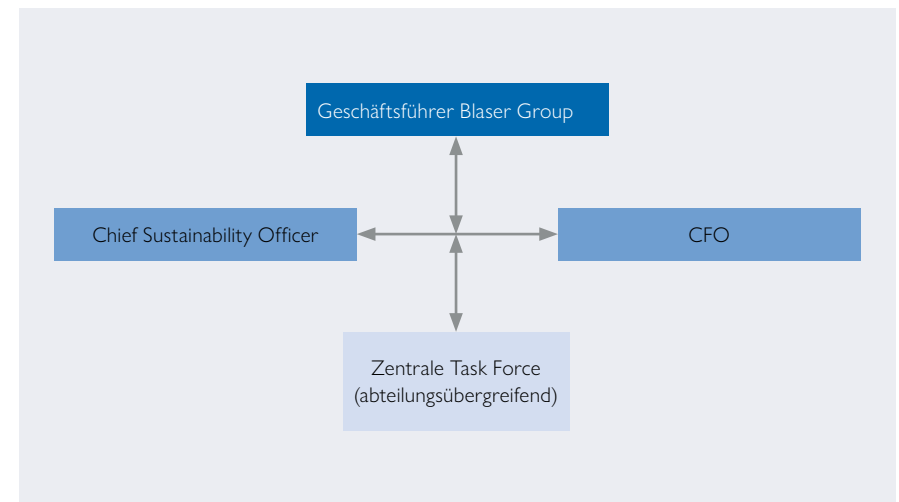 Geschäftsführer Blaser Group
Chief Sustainability Officer
CFO
Zentrale Task Force
(abteilungsübergreifend)